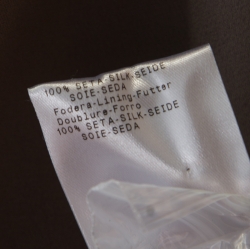 100% SETA-SILK-SEIDE
SOIE-SEDA
Fodera-Lining-Futter
Doublure-Forro
100% SETA-SILK-SEIDE
SOIE-SEDA